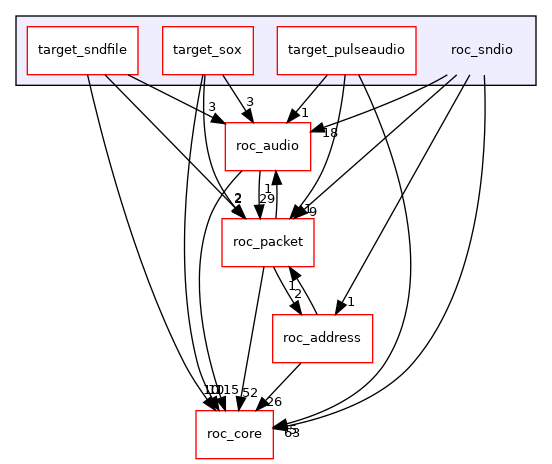 target_sndfile target_sox target_pulseaudio roc_sndio
3 3 1 18
roc_audio
1 29
2 9
roc_packet
1 2 1
roc_address
115 52 26
roc_core 63